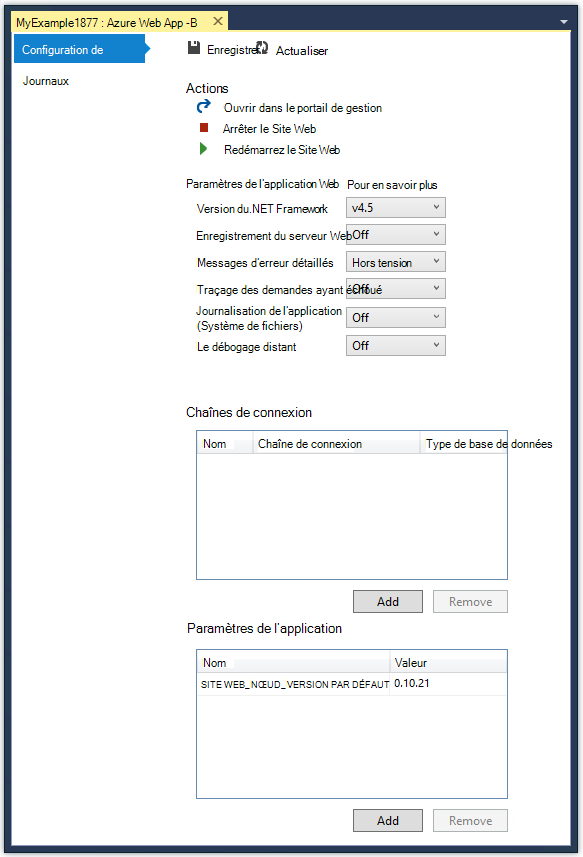 MyExample1877 : Azure Web App -B
Configuration de
Journaux
Enregistrer Actualiser
Actions
Ouvrir dans le portail de gestion
Arrêter le Site Web
Redémarrez le Site Web
Paramètres de l'application Web Pour en savoir plus
Version du.NET Framework v4.5
Enregistrement du serveur Web Off
Messages d'erreur détaillés Hors tension
Traçage des demandes ayant échoué Off
Journalisation de l'application
(Système de fichiers) Off
Le débogage distant Off
Chaînes de connexion
Nom Chaîne de connexion Type de base de données
Add Remove
Paramètres de l'application
Nom Valeur
SITE WEB_NŒUD_VERSION PAR DÉFAUT 0.10.21
Add Remove